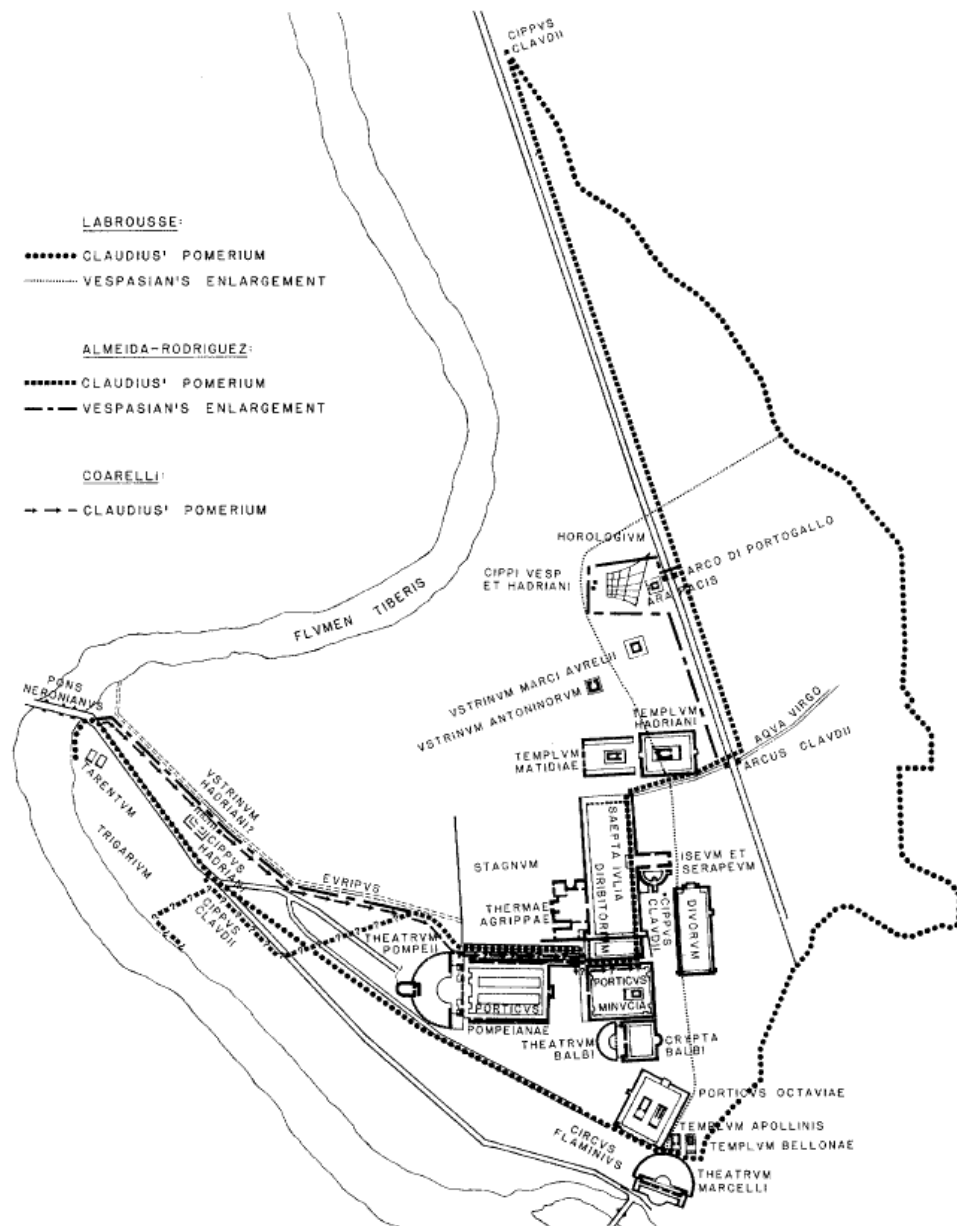 CIPPVS
CLAVDII
LABROUSSE:
CLAUDIUS' POMERIUM
VESPASIAN'S ENLARGEMENT
ALMEIDA-RODRIGUEZ:
CLAUDIUS' POMERIUM
VESPASIAN'S ENLARGEMENT
COARELLI:
CLAUDIUS' POMERIUM
HOROLOGIVM
ARCO DI PORTOGALLO
CIPPI VESP
ET HADRIANI
ARA PACIS
FLVMEN TIBERIS
VSTRINVM MARCI AVRELII
VSTRINVM ANTONINORVM
PONS
NERONIANVS
TEMPLVM
HADRIANI
AQVA VIRGO
ARCUS CLAVDII
TEMPLVM
MATIDIAE
TARENTVM
VSTRINVM
HADRIANI?
TRIGARIVM
CIPPVS
HADRIANI
CIPPVS
CLAVDII
EVRIPVS
STAGNVM
SAEPTA IVLIA
DIRIBITORIVM
ISEVM ET
SERAPEVM
THERMAE
AGRIPPAE
CIPPVS
CLAVDII
DIVORVM
THEATRVM
POMPEII
PORTICVS
POMPEIANAE
PORTICVS
MINVCIA
THEATRVM
BALBI
CRYPTA
BALBI
PORTICVS OCTAVIAE
TEMPLVM APOLLINIS
TEMPLVM BELLONAE
CIRCVS
FLAMINIVS
THEATRVM
MARCELLI